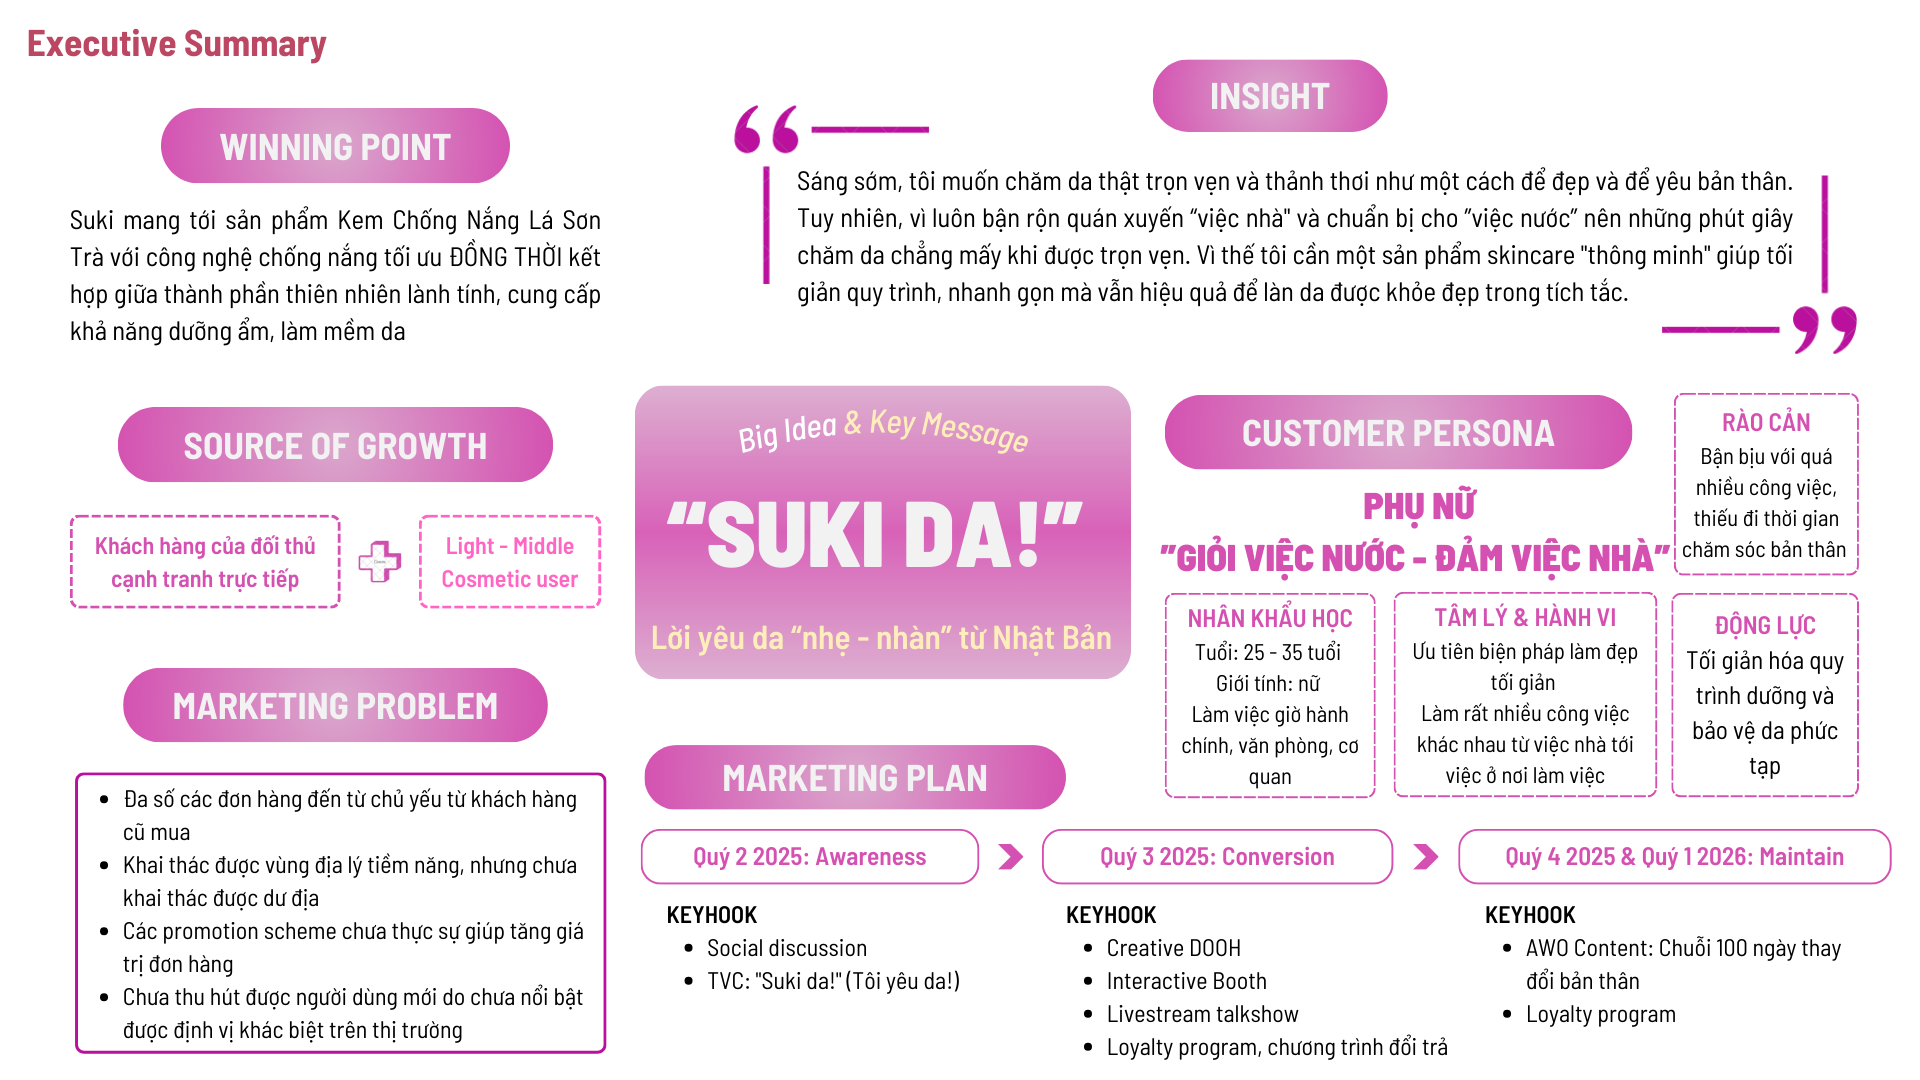 Executive Summary
WINNING POINT
Suki mang tới sản phẩm Kem Chống Nắng Lá Sơn
Trà với công nghệ chống nắng tối ưu ĐỒNG THỜI kết
hợp giữa thành phần thiên nhiên lành tính, cung cấp
khả năng dưỡng ẩm, làm mềm da
INSIGHT
Sáng sớm, tôi muốn chăm da thật trọn vẹn và thảnh thơi như một cách để đẹp và để yêu bản thân.
Tuy nhiên, vì luôn bận rộn quán xuyến “việc nhà" và chuẩn bị cho ”việc nước” nên những phút giây
chăm da chẳng mấy khi được trọn vẹn. Vì thế tôi cần một sản phẩm skincare "thông minh" giúp tối
giản quy trình, nhanh gọn mà vẫn hiệu quả để làn da được khỏe đẹp trong tích tắc.
SOURCE OF GROWTH
Khách hàng của đối thủ
cạnh tranh trực tiếp
Light - Middle
Cosmetic user
MARKETING PROBLEM
Đa số các đơn hàng đến từ chủ yếu từ khách hàng
cũ mua
Khai thác được vùng địa lý tiềm năng, nhưng chưa
khai thác được dư địa
Các promotion scheme chưa thực sự giúp tăng giá
trị đơn hàng
Chưa thu hút được người dùng mới do chưa nổi bật
được định vị khác biệt trên thị trường
Big Idea & Key Message
“SUKI DA!”
Lời yêu da “nhẹ - nhàn” từ Nhật Bản
CUSTOMER PERSONA
PHỤ NỮ
”GIỎI VIỆC NƯỚC - ĐẢM VIỆC NHÀ”
RÀO CẢN
Bận bịu với quá
nhiều công việc,
thiếu đi thời gian
chăm sóc bản thân
NHÂN KHẨU HỌC
Tuổi: 25 - 35 tuổi
Giới tính: nữ
Làm việc giờ hành
chính, văn phòng, cơ
quan
TÂM LÝ & HÀNH VI
Ưu tiên biện pháp làm đẹp
tối giản
Làm rất nhiều công việc
khác nhau từ việc nhà tới
việc ở nơi làm việc
ĐỘNG LỰC
Tối giản hóa quy
trình dưỡng và
bảo vệ da phức
tạp
MARKETING PLAN
Quý 2 2025: Awareness
KEYHOOK
Social discussion
TVC: "Suki da!" (Tôi yêu da!)
Quý 3 2025: Conversion
KEYHOOK
Creative DOOH
Interactive Booth
Livestream talkshow
Loyalty program, chương trình đổi trả
Quý 4 2025 & Quý 1 2026: Maintain
KEYHOOK
AWO Content: Chuỗi 100 ngày thay
đổi bản thân
Loyalty program